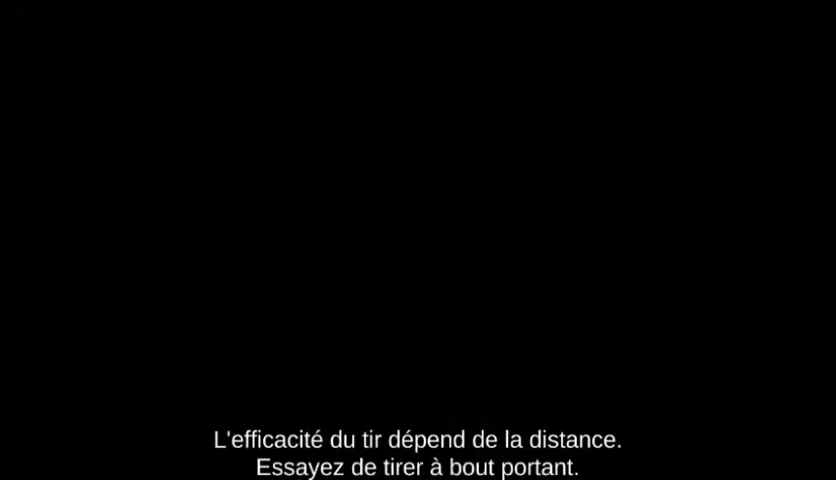 L'efficacité du tir dépend de la distance.
Essayez de tirer à bout portant.